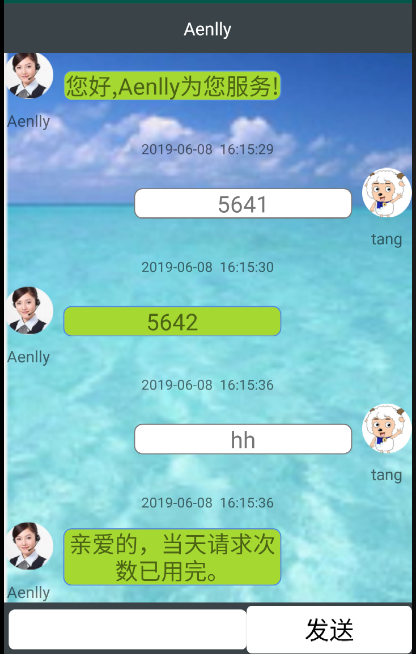 Aenlly
您好,Aenlly为您服务!
Aenlly
2019-06-08 16:15:29
5641
tang
2019-06-08 16:15:30
5642
Aenlly
2019-06-08 16:15:36
hh
tang
2019-06-08 16:15:36
亲爱的，当天请求次
数已用完。
Aenlly
发送